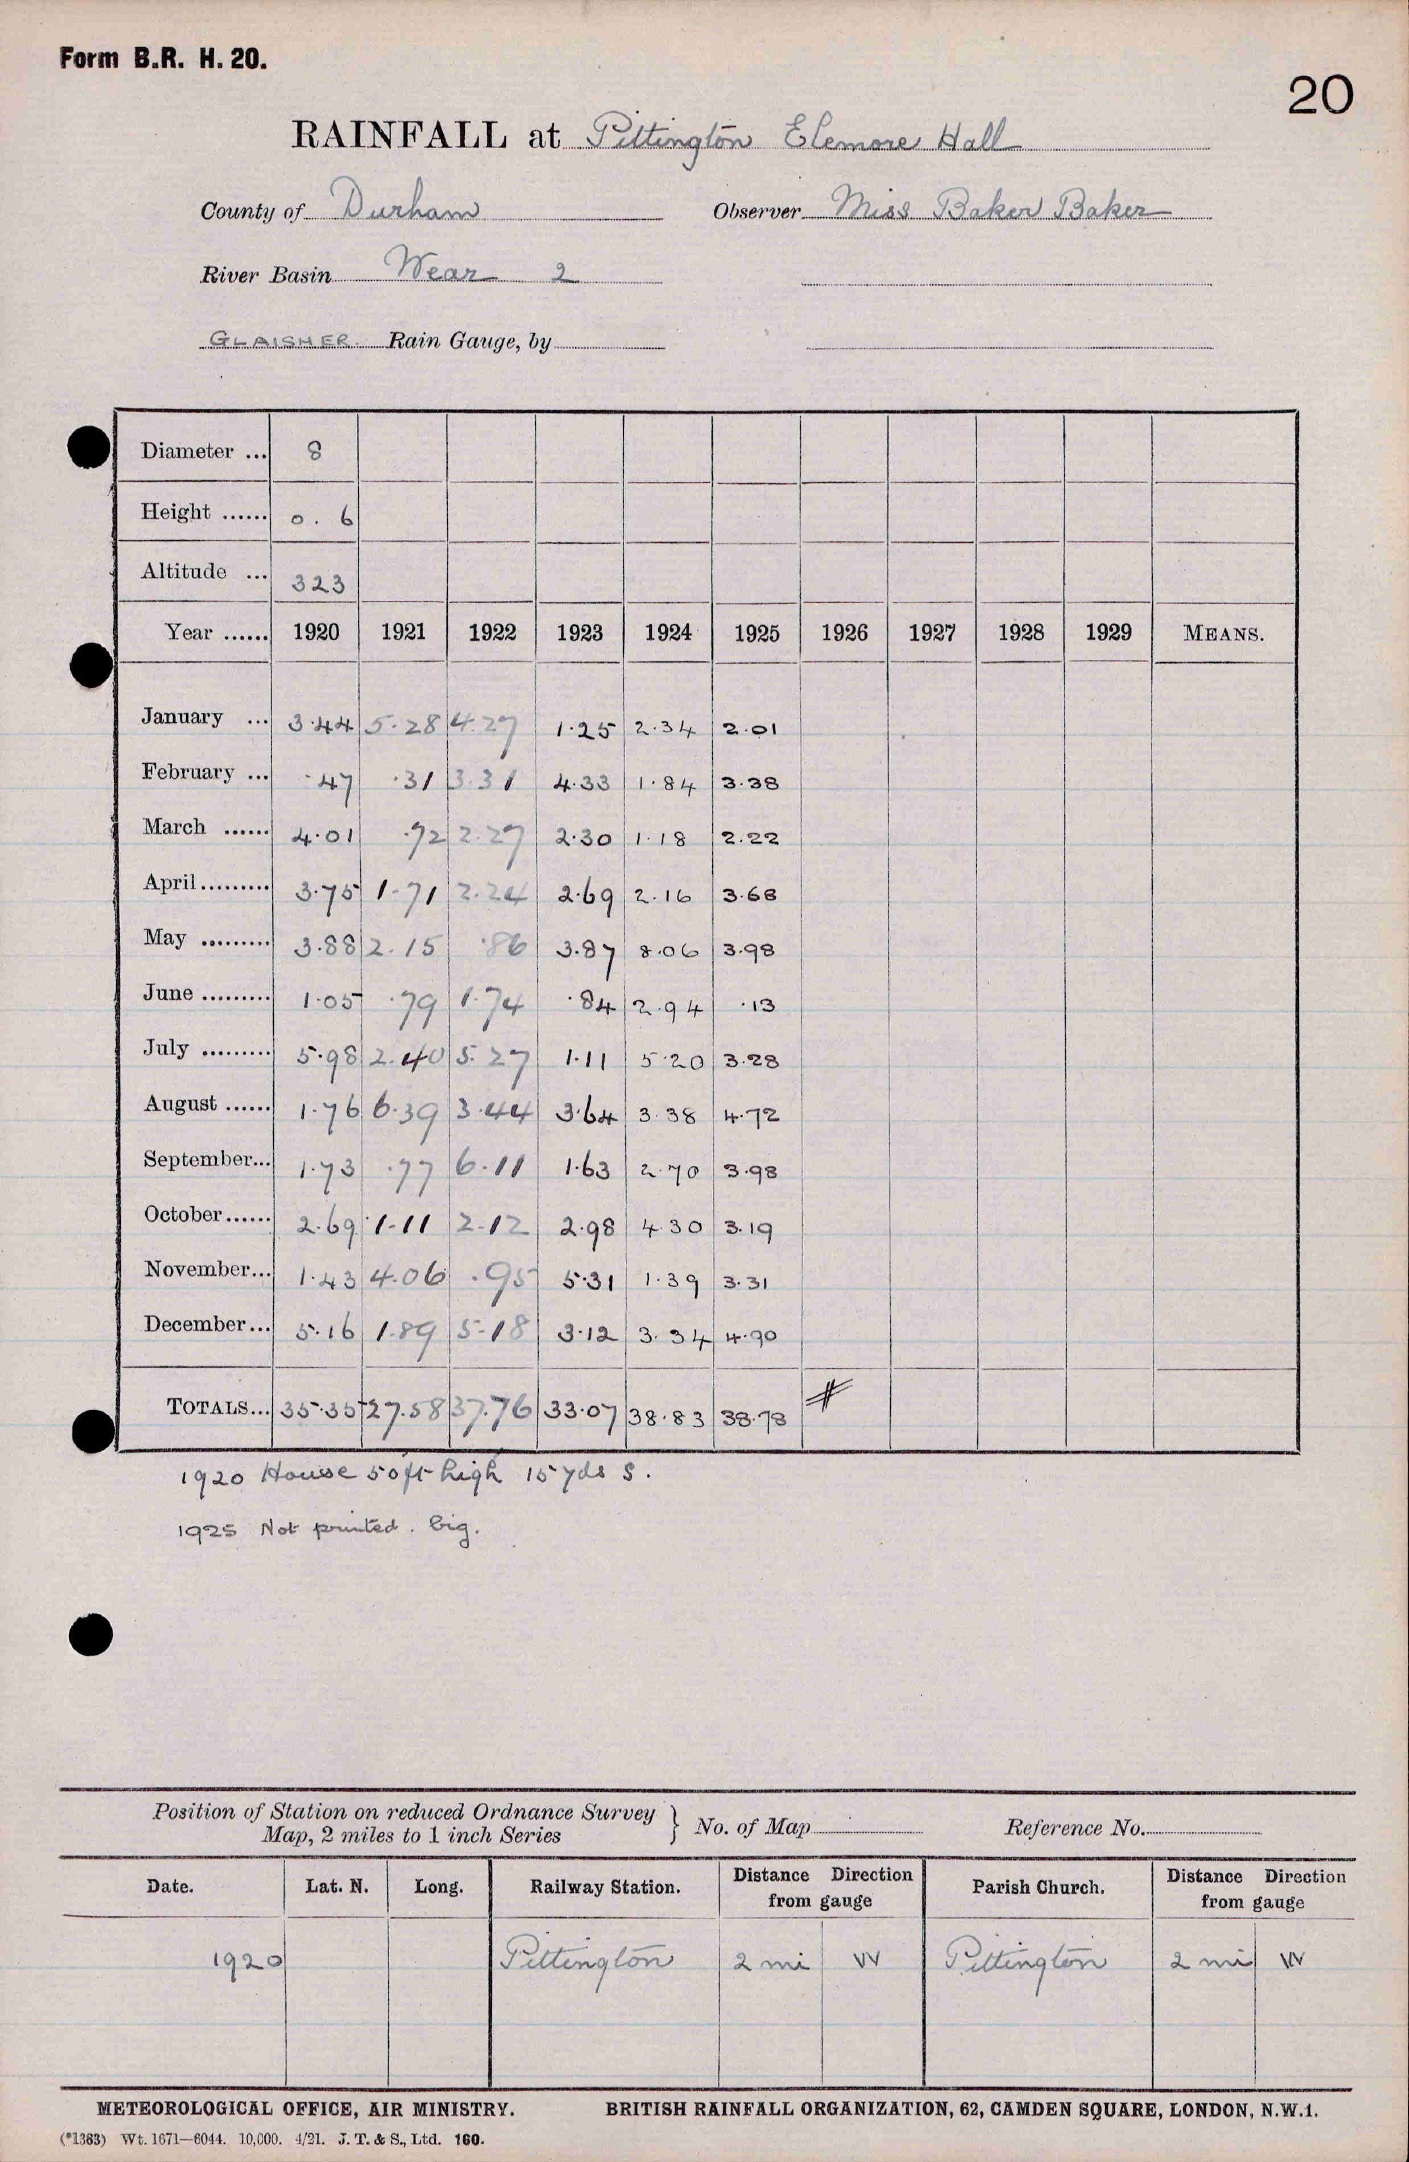 Form B.R. H. 20.
20
RAINFALL at Pittington Elemore Hall
County of Durham Observer Miss Baker Baker
River Basin Wear 2
GLAISHER Rain Gauge, by
Diameter ... 8
Height ...... 0.6
Altitude ... 323
Year ...... 1920 1921 1922 1923 1924 1925 1926 1927 1928 1929 MEANS.
January ... 3.44 5.28 4.27 1.25 2.34 2.01
February ... .47 .31 3.31 4.33 1.84 3.38
March ...... 4.01 .72 2.27 2.30 1.18 2.22
April......... 3.75 1.71 2.24 2.69 2.16 3.68
May ......... 3.88 2.15 .86 3.87 8.06 3.98
June ......... 1.05 .79 1.74 .84 2.94 .13
July ......... 5.98 2.40 5.27 1.11 5.20 3.28
August ...... 1.76 6.39 3.44 3.64 3.38 4.72
September... 1.73 .77 6.11 1.63 2.70 3.98
October...... 2.69 1.11 2.12 2.98 4.30 3.19
November... 1.43 4.06 .95 5.31 1.39 3.31
December... 5.16 1.89 5.18 3.12 3.34 4.90
TOTALS... 35.35 27.58 37.76 33.07 38.83 38.78 #
1920 House 50ft high 15 yds S.
1925 Not printed. big.
Position of Station on reduced Ordnance Survey Map, 2 miles to 1 inch Series } No. of Map Reference No.
Date. Lat. N. Long. Railway Station. Distance Direction from gauge Parish Church. Distance Direction from gauge
1920 Pittington 2 mi W Pittington 2 mi W
METEOROLOGICAL OFFICE, AIR MINISTRY. BRITISH RAINFALL ORGANIZATION, 62, CAMDEN SQUARE, LONDON, N.W.1.
(*1383) Wt. 1671—6044. 10,000. 4/21. J. T. & S., Ltd. 160.